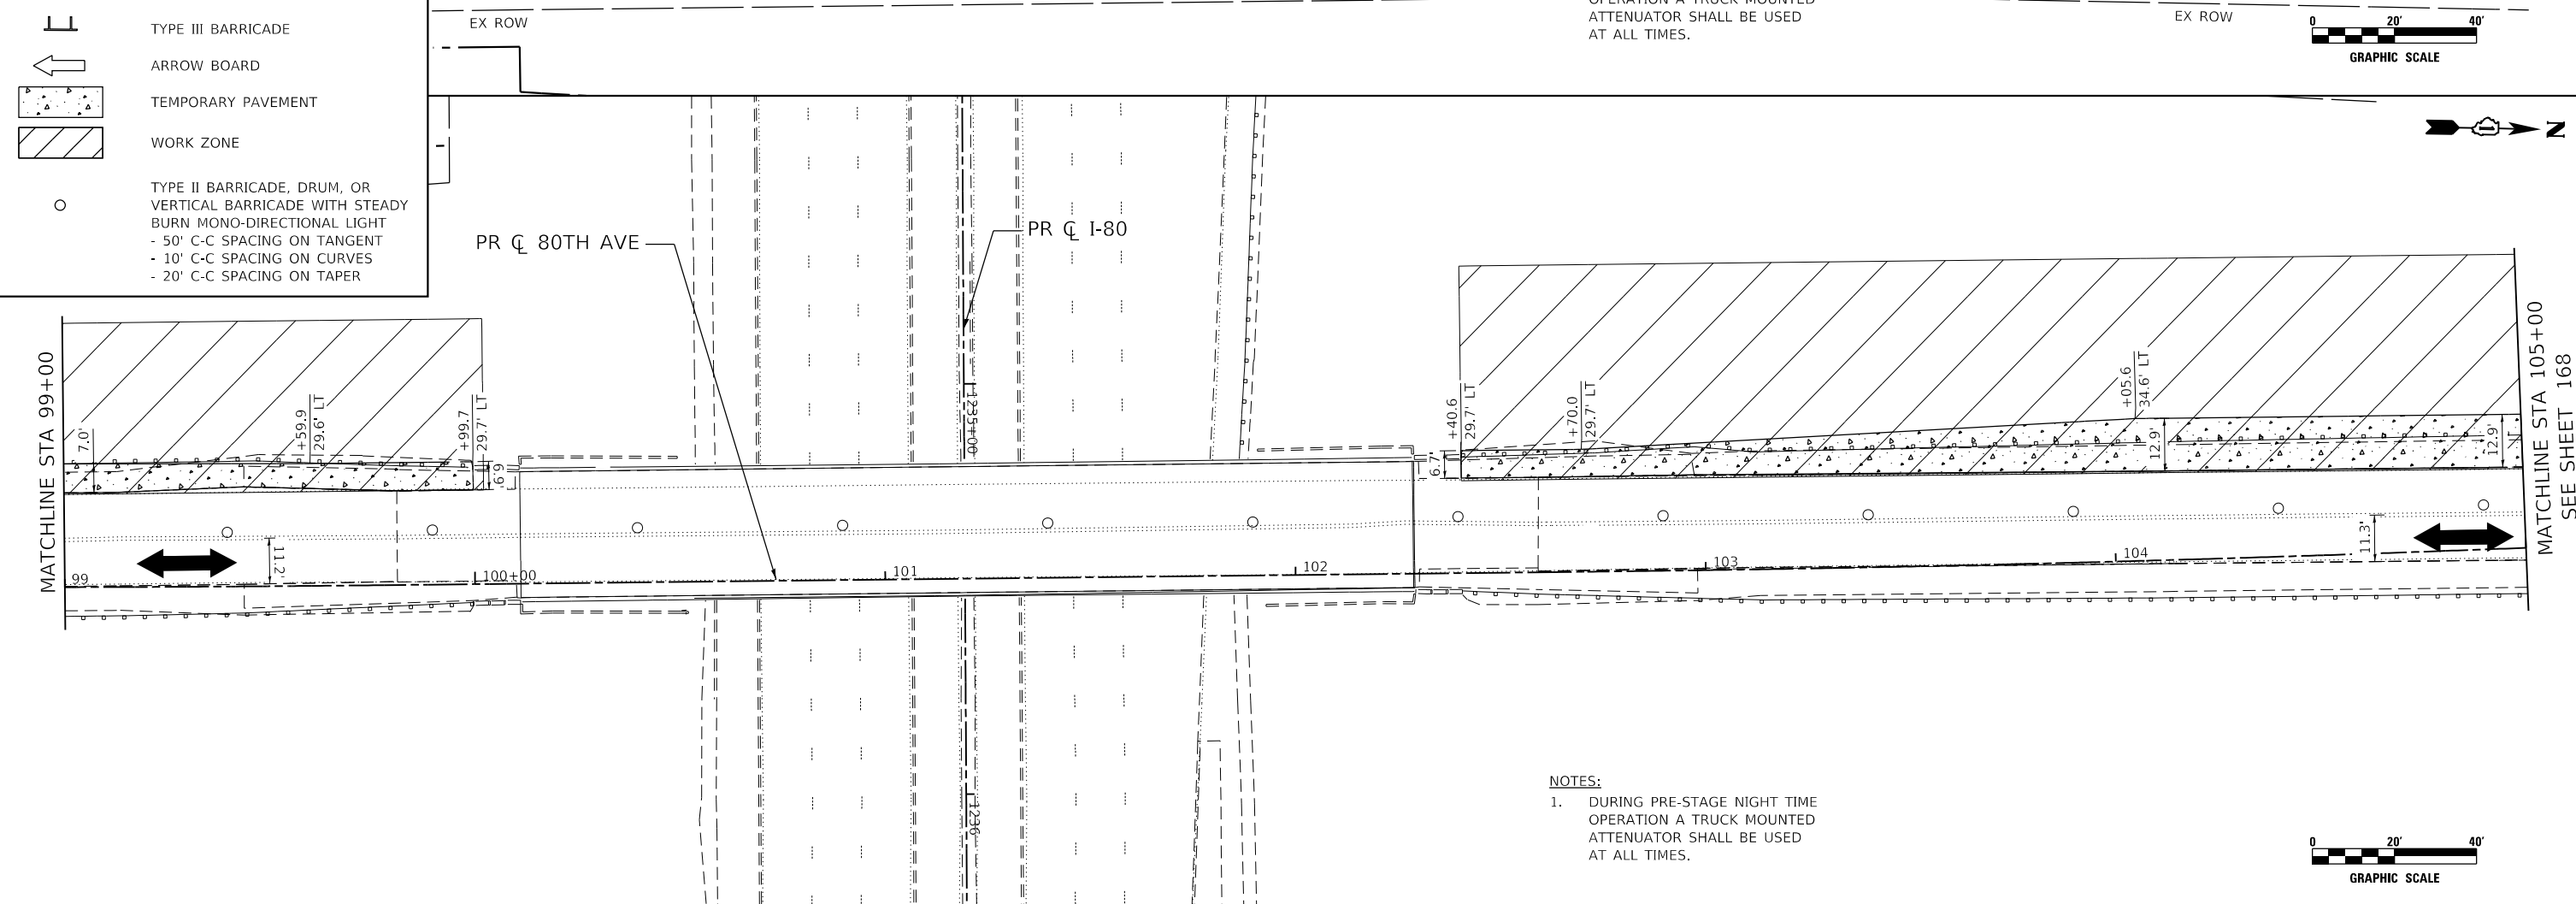 TYPE III BARRICADE
ARROW BOARD
TEMPORARY PAVEMENT
WORK ZONE
TYPE II BARRICADE, DRUM, OR
VERTICAL BARRICADE WITH STEADY
BURN MONO-DIRECTIONAL LIGHT
- 50' C-C SPACING ON TANGENT
- 10' C-C SPACING ON CURVES
- 20' C-C SPACING ON TAPER
EX ROW
OPERATION A TRUCK MOUNTED
ATTENUATOR SHALL BE USED
AT ALL TIMES.
EX ROW
0 20' 40'
GRAPHIC SCALE
N
PR ℄ 80TH AVE
PR ℄ I-80
MATCHLINE STA 99+00
7.0'
+59.9
29.6' LT
+99.7
29.7' LT
6.9'
11.2'
99
100+00
101
102
103
104
1235+00
1236
+40.6
29.7' LT
6.7'
+70.0
29.7' LT
+05.6
34.6' LT
12.9'
12.9'
11.3'
MATCHLINE STA 105+00
SEE SHEET 168
NOTES:
1. DURING PRE-STAGE NIGHT TIME
OPERATION A TRUCK MOUNTED
ATTENUATOR SHALL BE USED
AT ALL TIMES.
0 20' 40'
GRAPHIC SCALE